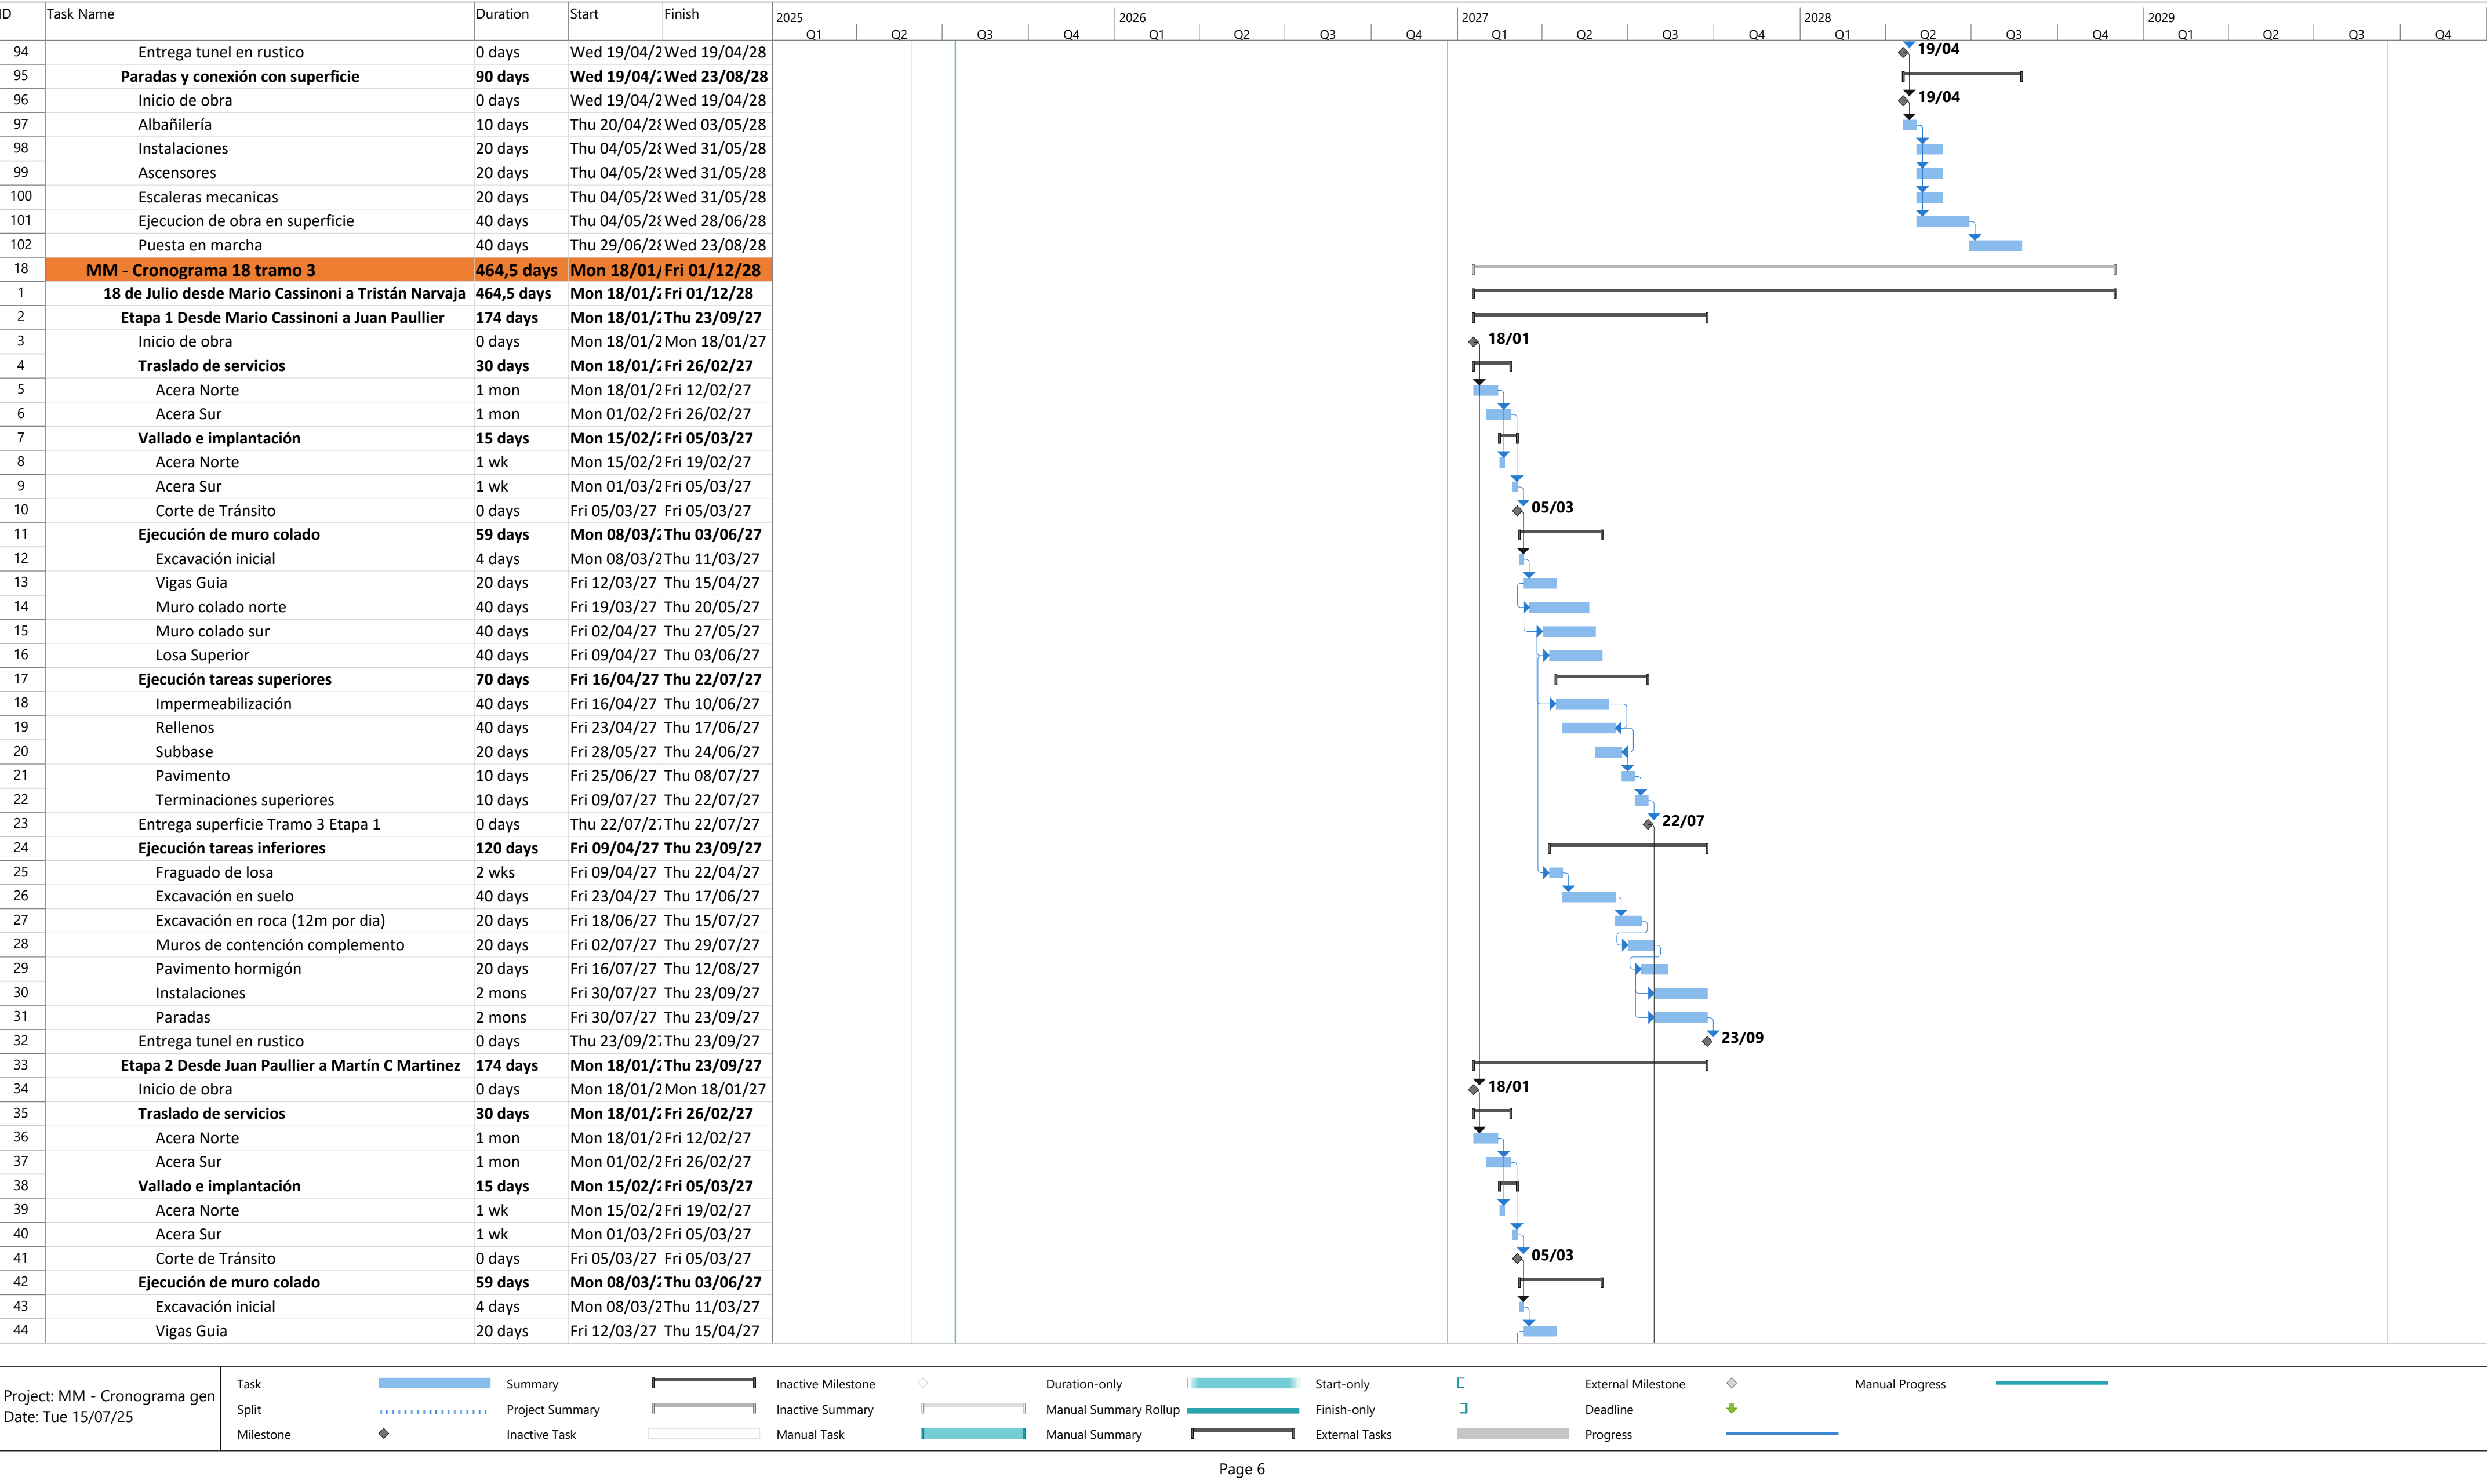 ID Task Name Duration Start Finish 2025 2026 2027 2028 2029
Q1 Q2 Q3 Q4 Q1 Q2 Q3 Q4 Q1 Q2 Q3 Q4 Q1 Q2 Q3 Q4 Q1 Q2 Q3 Q4
94 Entrega tunel en rustico 0 days Wed 19/04/2 Wed 19/04/28 19/04
95 Paradas y conexión con superficie 90 days Wed 19/04/2 Wed 23/08/28
96 Inicio de obra 0 days Wed 19/04/2 Wed 19/04/28 19/04
97 Albañilería 10 days Thu 20/04/28 Wed 03/05/28
98 Instalaciones 20 days Thu 04/05/28 Wed 31/05/28
99 Ascensores 20 days Thu 04/05/28 Wed 31/05/28
100 Escaleras mecanicas 20 days Thu 04/05/28 Wed 31/05/28
101 Ejecucion de obra en superficie 40 days Thu 04/05/28 Wed 28/06/28
102 Puesta en marcha 40 days Thu 29/06/28 Wed 23/08/28
18 MM - Cronograma 18 tramo 3 464,5 days Mon 18/01/ Fri 01/12/28
1 18 de Julio desde Mario Cassinoni a Tristán Narvaja 464,5 days Mon 18/01/2 Fri 01/12/28
2 Etapa 1 Desde Mario Cassinoni a Juan Paullier 174 days Mon 18/01/2 Thu 23/09/27
3 Inicio de obra 0 days Mon 18/01/2 Mon 18/01/27 18/01
4 Traslado de servicios 30 days Mon 18/01/2 Fri 26/02/27
5 Acera Norte 1 mon Mon 18/01/2 Fri 12/02/27
6 Acera Sur 1 mon Mon 01/02/2 Fri 26/02/27
7 Vallado e implantación 15 days Mon 15/02/2 Fri 05/03/27
8 Acera Norte 1 wk Mon 15/02/2 Fri 19/02/27
9 Acera Sur 1 wk Mon 01/03/2 Fri 05/03/27
10 Corte de Tránsito 0 days Fri 05/03/27 Fri 05/03/27 05/03
11 Ejecución de muro colado 59 days Mon 08/03/2 Thu 03/06/27
12 Excavación inicial 4 days Mon 08/03/2 Thu 11/03/27
13 Vigas Guia 20 days Fri 12/03/27 Thu 15/04/27
14 Muro colado norte 40 days Fri 19/03/27 Thu 20/05/27
15 Muro colado sur 40 days Fri 02/04/27 Thu 27/05/27
16 Losa Superior 40 days Fri 09/04/27 Thu 03/06/27
17 Ejecución tareas superiores 70 days Fri 16/04/27 Thu 22/07/27
18 Impermeabilización 40 days Fri 16/04/27 Thu 10/06/27
19 Rellenos 40 days Fri 23/04/27 Thu 17/06/27
20 Subbase 20 days Fri 28/05/27 Thu 24/06/27
21 Pavimento 10 days Fri 25/06/27 Thu 08/07/27
22 Terminaciones superiores 10 days Fri 09/07/27 Thu 22/07/27
23 Entrega superficie Tramo 3 Etapa 1 0 days Thu 22/07/27 Thu 22/07/27 22/07
24 Ejecución tareas inferiores 120 days Fri 09/04/27 Thu 23/09/27
25 Fraguado de losa 2 wks Fri 09/04/27 Thu 22/04/27
26 Excavación en suelo 40 days Fri 23/04/27 Thu 17/06/27
27 Excavación en roca (12m por dia) 20 days Fri 18/06/27 Thu 15/07/27
28 Muros de contención complemento 20 days Fri 02/07/27 Thu 29/07/27
29 Pavimento hormigón 20 days Fri 16/07/27 Thu 12/08/27
30 Instalaciones 2 mons Fri 30/07/27 Thu 23/09/27
31 Paradas 2 mons Fri 30/07/27 Thu 23/09/27
32 Entrega tunel en rustico 0 days Thu 23/09/27 Thu 23/09/27 23/09
33 Etapa 2 Desde Juan Paullier a Martín C Martinez 174 days Mon 18/01/2 Thu 23/09/27
34 Inicio de obra 0 days Mon 18/01/2 Mon 18/01/27 18/01
35 Traslado de servicios 30 days Mon 18/01/2 Fri 26/02/27
36 Acera Norte 1 mon Mon 18/01/2 Fri 12/02/27
37 Acera Sur 1 mon Mon 01/02/2 Fri 26/02/27
38 Vallado e implantación 15 days Mon 15/02/2 Fri 05/03/27
39 Acera Norte 1 wk Mon 15/02/2 Fri 19/02/27
40 Acera Sur 1 wk Mon 01/03/2 Fri 05/03/27
41 Corte de Tránsito 0 days Fri 05/03/27 Fri 05/03/27 05/03
42 Ejecución de muro colado 59 days Mon 08/03/2 Thu 03/06/27
43 Excavación inicial 4 days Mon 08/03/2 Thu 11/03/27
44 Vigas Guia 20 days Fri 12/03/27 Thu 15/04/27
Project: MM - Cronograma gen
Date: Tue 15/07/25
Task Summary Inactive Milestone Duration-only Start-only External Milestone Manual Progress
Split Project Summary Inactive Summary Manual Summary Rollup Finish-only Deadline
Milestone Inactive Task Manual Task Manual Summary External Tasks Progress
Page 6